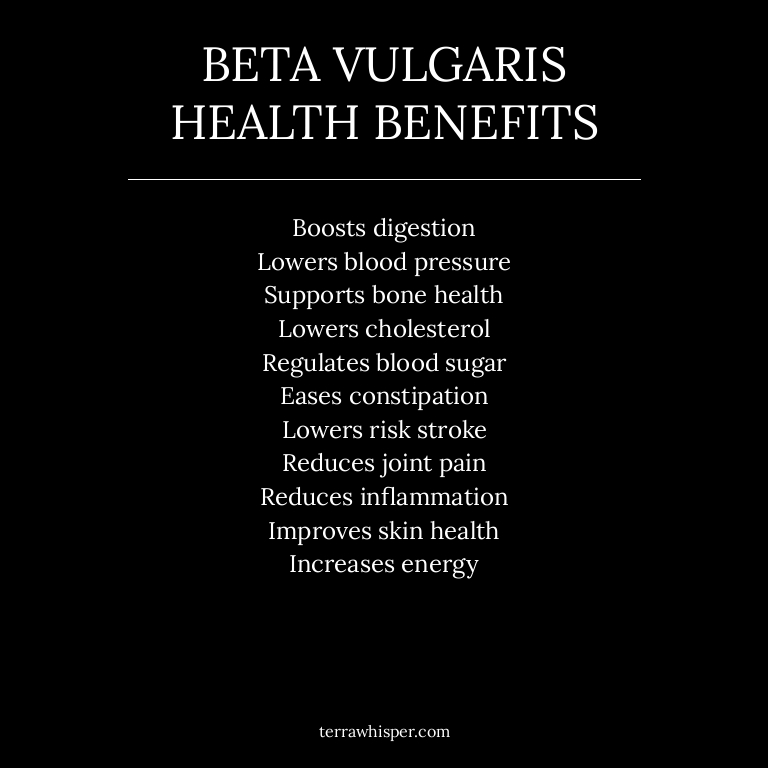 BETA VULGARIS
HEALTH BENEFITS
Boosts digestion
Lowers blood pressure
Supports bone health
Lowers cholesterol
Regulates blood sugar
Eases constipation
Lowers risk stroke
Reduces joint pain
Reduces inflammation
Improves skin health
Increases energy
terrawhisper.com